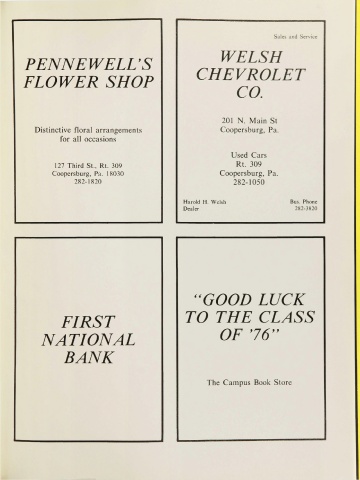 PENNEWELL'S
FLOWER SHOP
Distinctive floral arrangements
for all occasions
127 Third St., Rt. 309
Coopersburg, Pa. 18030
282-1820
Sales and Service
WELSH
CHEVROLET
CO.
201 N. Main St
Coopersburg, Pa.
Used Cars
Rt. 309
Coopersburg, Pa.
282-1050
Harold H. Welsh
Dealer
Bus. Phone
282-3820
FIRST
NATIONAL
BANK
"GOOD LUCK
TO THE CLASS
OF '76"
The Campus Book Store